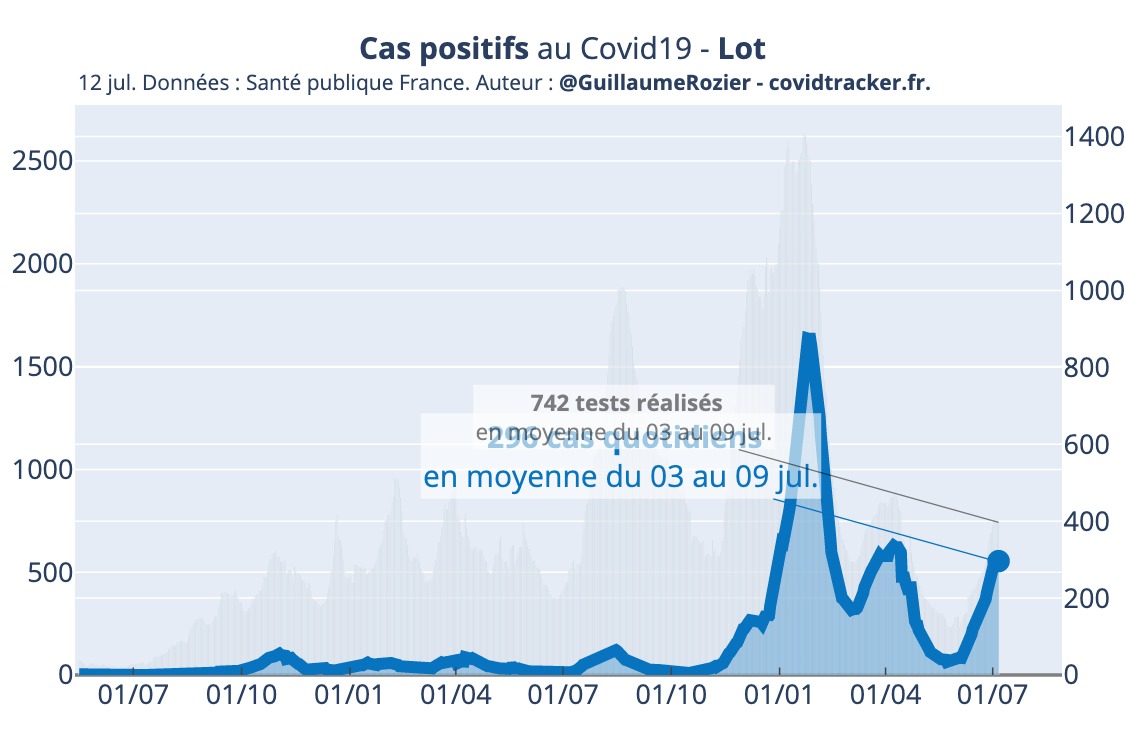 Cas positifs au Covid19 - Lot
12 jul. Données : Santé publique France. Auteur : @GuillaumeRozier - covidtracker.fr.
1400
2500
1200
2000
1000
1500
800
742 tests réalisés
en moyenne du 03 au 09 jul.
296 cas quotidiens
600
1000
en moyenne du 03 au 09 jul.
400
500
200
0
0
01/07 01/10 01/01 01/04 01/07 01/10 01/01 01/04 01/07